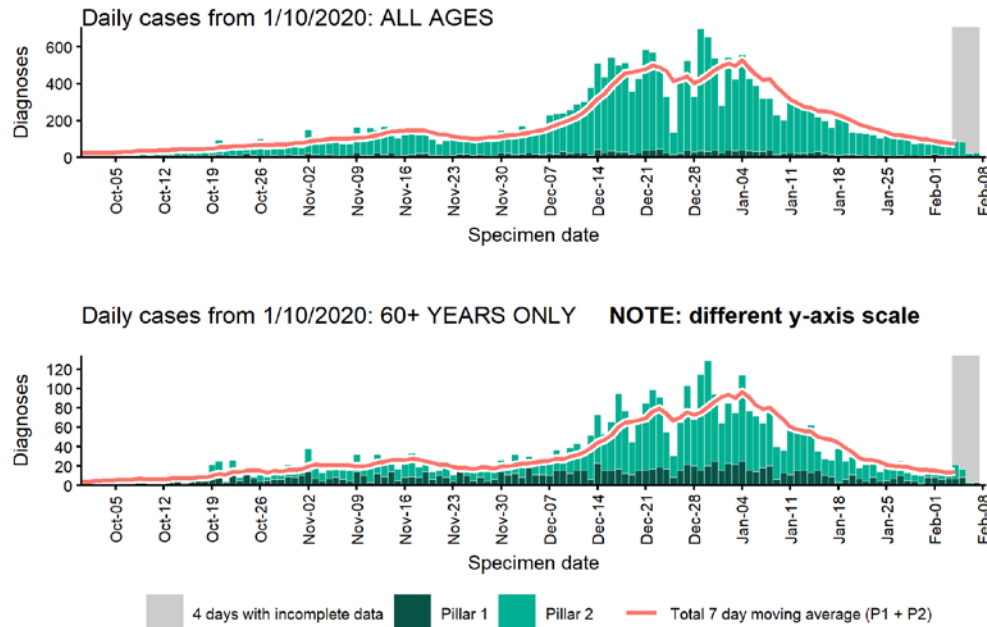 Daily cases from 1/10/2020: ALL AGES
Diagnoses
600
400
200
0
Oct-05
Oct-12
Oct-19
Oct-26
Nov-02
Nov-09
Nov-16
Nov-23
Nov-30
Dec-07
Dec-14
Dec-21
Dec-28
Jan-04
Jan-11
Jan-18
Jan-25
Feb-01
Feb-08
Specimen date
Daily cases from 1/10/2020: 60+ YEARS ONLY NOTE: different y-axis scale
Diagnoses
120
100
80
60
40
20
0
Oct-05
Oct-12
Oct-19
Oct-26
Nov-02
Nov-09
Nov-16
Nov-23
Nov-30
Dec-07
Dec-14
Dec-21
Dec-28
Jan-04
Jan-11
Jan-18
Jan-25
Feb-01
Feb-08
Specimen date
4 days with incomplete data Pillar 1 Pillar 2 Total 7 day moving average (P1 + P2)